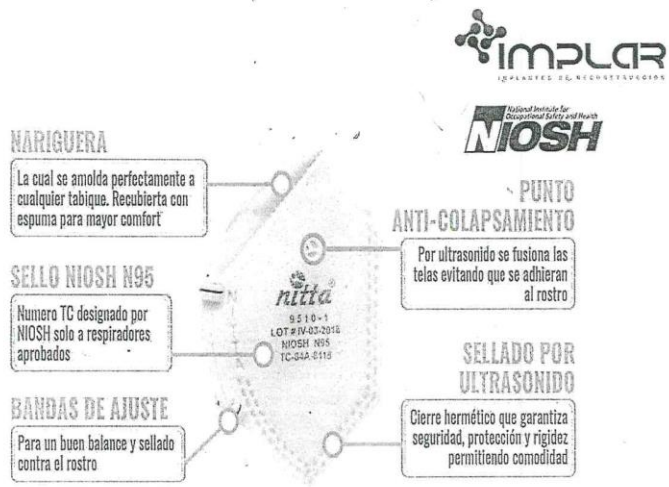 IMPLAR
IMPLANTES DE RECONSTRUCCION
National Institute for
Occupational Safety and Health
NIOSH
NARIGUERA
La cual se amolda perfectamente a
cualquier tabique. Recubierta con
espuma para mayor comfort
PUNTO
ANTI-COLAPSAMIENTO
Por ultrasonido se fusiona las
telas evitando que se adhieran
al rostro
SELLO NIOSH N95
Numero TC designado por
NIOSH solo a respiradores
aprobados
nitta®
9510-1
LOT # IV-03-2018
NIOSH N95
TC-84A-8115
SELLADO POR
ULTRASONIDO
Cierre hermético que garantiza
seguridad, protección y rigidez
permitiendo comodidad
BANDAS DE AJUSTE
Para un buen balance y sellado
contra el rostro